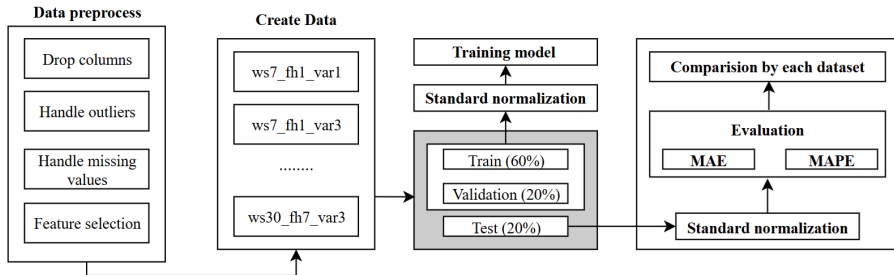 Data preprocess
Drop columns
Handle outliers
Handle missing
values
Feature selection
Create Data
ws7_fh1_var1
ws7_fh1_var3
........
ws30_fh7_var3
Training model
Standard normalization
Train (60%)
Validation (20%)
Test (20%)
Comparision by each dataset
Evaluation
MAE
MAPE
Standard normalization